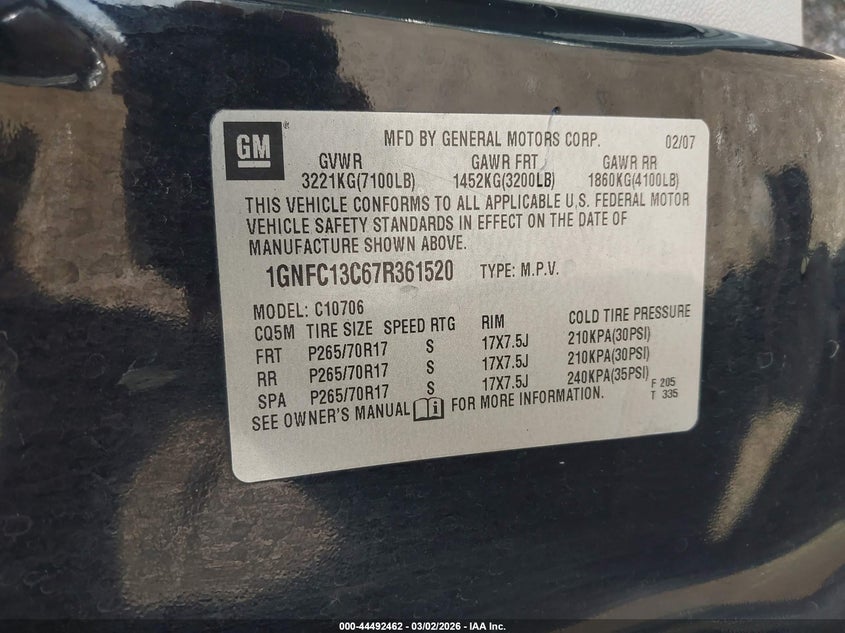 GM®
MFD BY GENERAL MOTORS CORP. 02/07
GVWR GAWR FRT GAWR RR
3221KG(7100LB) 1452KG(3200LB) 1860KG(4100LB)
THIS VEHICLE CONFORMS TO ALL APPLICABLE U.S. FEDERAL MOTOR
VEHICLE SAFETY STANDARDS IN EFFECT ON THE DATE OF
MANUFACTURE SHOWN ABOVE.
1GNFC13C67R361520 TYPE: M.P.V.
MODEL: C10706
CQ5M TIRE SIZE SPEED RTG RIM COLD TIRE PRESSURE
FRT P265/70R17 S 17X7.5J 210KPA(30PSI)
RR P265/70R17 S 17X7.5J 210KPA(30PSI)
SPA P265/70R17 S 17X7.5J 240KPA(35PSI)
F 205
T 335
SEE OWNER'S MANUAL FOR MORE INFORMATION.
000-44492462 - 03/02/2026 - IAA Inc.